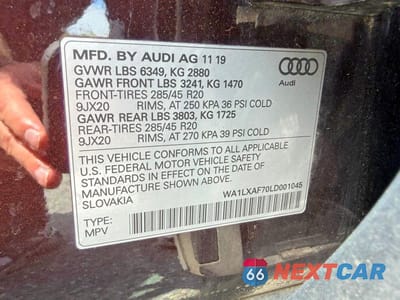 MFD. BY AUDI AG 11 19
GVWR LBS 6349, KG 2880
GAWR FRONT LBS 3241, KG 1470
FRONT-TIRES 285/45 R20
9JX20 RIMS, AT 250 KPA 36 PSI COLD
GAWR REAR LBS 3803, KG 1725
REAR-TIRES 285/45 R20
9JX20 RIMS, AT 270 KPA 39 PSI COLD
Audi
THIS VEHICLE CONFORMS TO ALL APPLICABLE
U.S. FEDERAL MOTOR VEHICLE SAFETY
STANDARDS IN EFFECT ON THE DATE OF
MANUFACTURE SHOWN ABOVE
SLOVAKIA WA1LXAF70LD001045
TYPE:
MPV
66 NEXTCAR